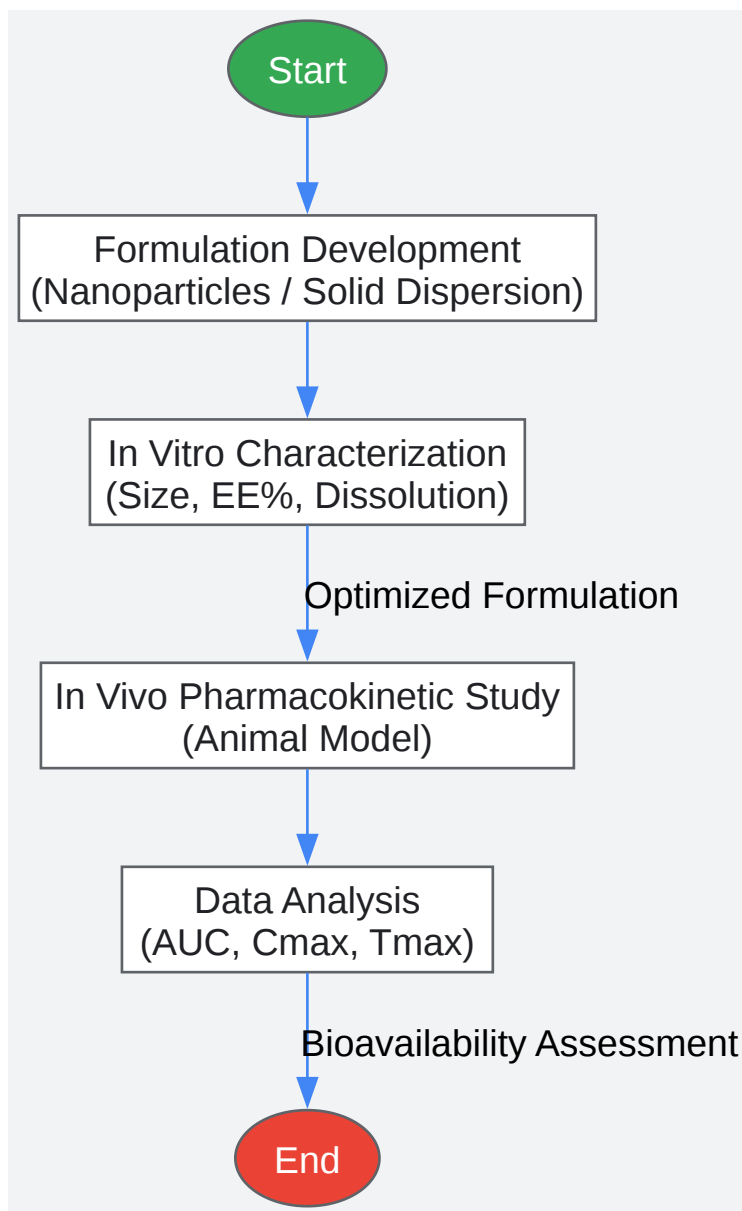 Start
Formulation Development
(Nanoparticles / Solid Dispersion)
In Vitro Characterization
(Size, EE%, Dissolution)
Optimized Formulation
In Vivo Pharmacokinetic Study
(Animal Model)
Data Analysis
(AUC, Cmax, Tmax)
Bioavailability Assessment
End